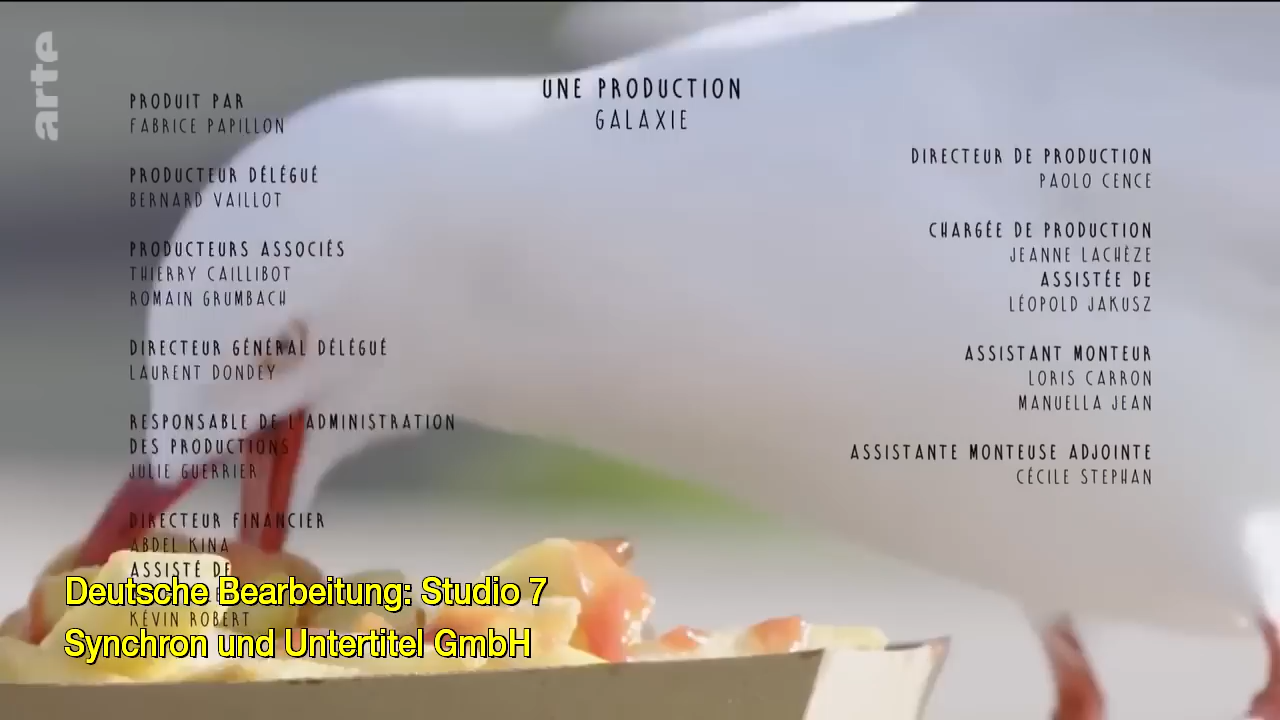 arte
UNE PRODUCTION
GALAXIE
PRODUIT PAR
FABRICE PAPILLON
PRODUCTEUR DÉLÉGUÉ
BERNARD VAILLOT
PRODUCTEURS ASSOCIÉS
THIERRY CAILLIBOT
ROMAIN GRUMBACH
DIRECTEUR GÉNÉRAL DÉLÉGUÉ
LAURENT DONDEY
RESPONSABLE DE L'ADMINISTRATION
DES PRODUCTIONS
JULIE GUERRIER
DIRECTEUR FINANCIER
ABDEL KINA
ASSISTÉ DE
KÉVIN ROBERT
DIRECTEUR DE PRODUCTION
PAOLO CENCE
CHARGÉE DE PRODUCTION
JEANNE LACHÈZE
ASSISTÉE DE
LÉOPOLD JAKUSZ
ASSISTANT MONTEUR
LORIS CARRON
MANUELLA JEAN
ASSISTANTE MONTEUSE ADJOINTE
CÉCILE STEPHAN
Deutsche Bearbeitung: Studio 7
Synchron und Untertitel GmbH